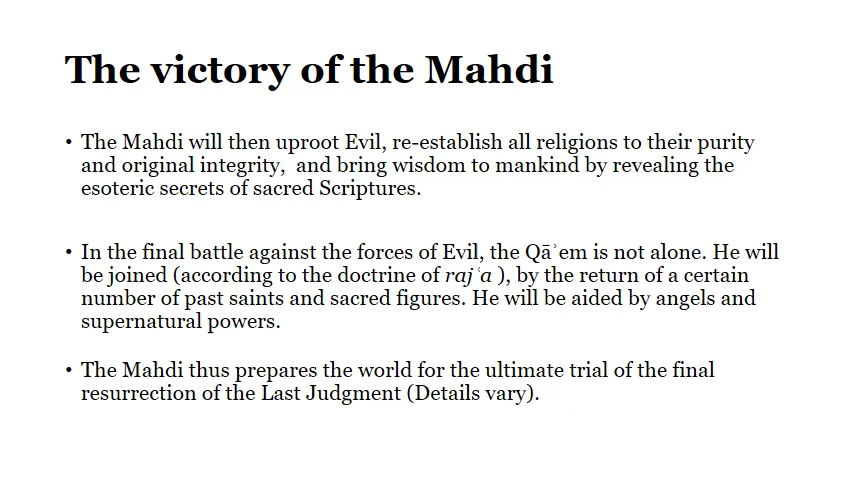 The victory of the Mahdi
• The Mahdi will then uproot Evil, re-establish all religions to their purity
and original integrity,  and bring wisdom to mankind by revealing the
esoteric secrets of sacred Scriptures.
• In the final battle against the forces of Evil, the Qāʾem is not alone. He will
be joined (according to the doctrine of rajʿa ), by the return of a certain
number of past saints and sacred figures. He will be aided by angels and
supernatural powers.
• The Mahdi thus prepares the world for the ultimate trial of the final
resurrection of the Last Judgment (Details vary).